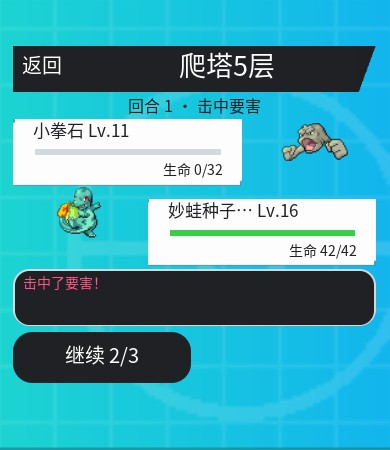 返回
爬塔5层
回合 1 · 击中要害
小拳石 Lv.11
生命 0/32
妙蛙种子… Lv.16
生命 42/42
击中了要害!
继续 2/3